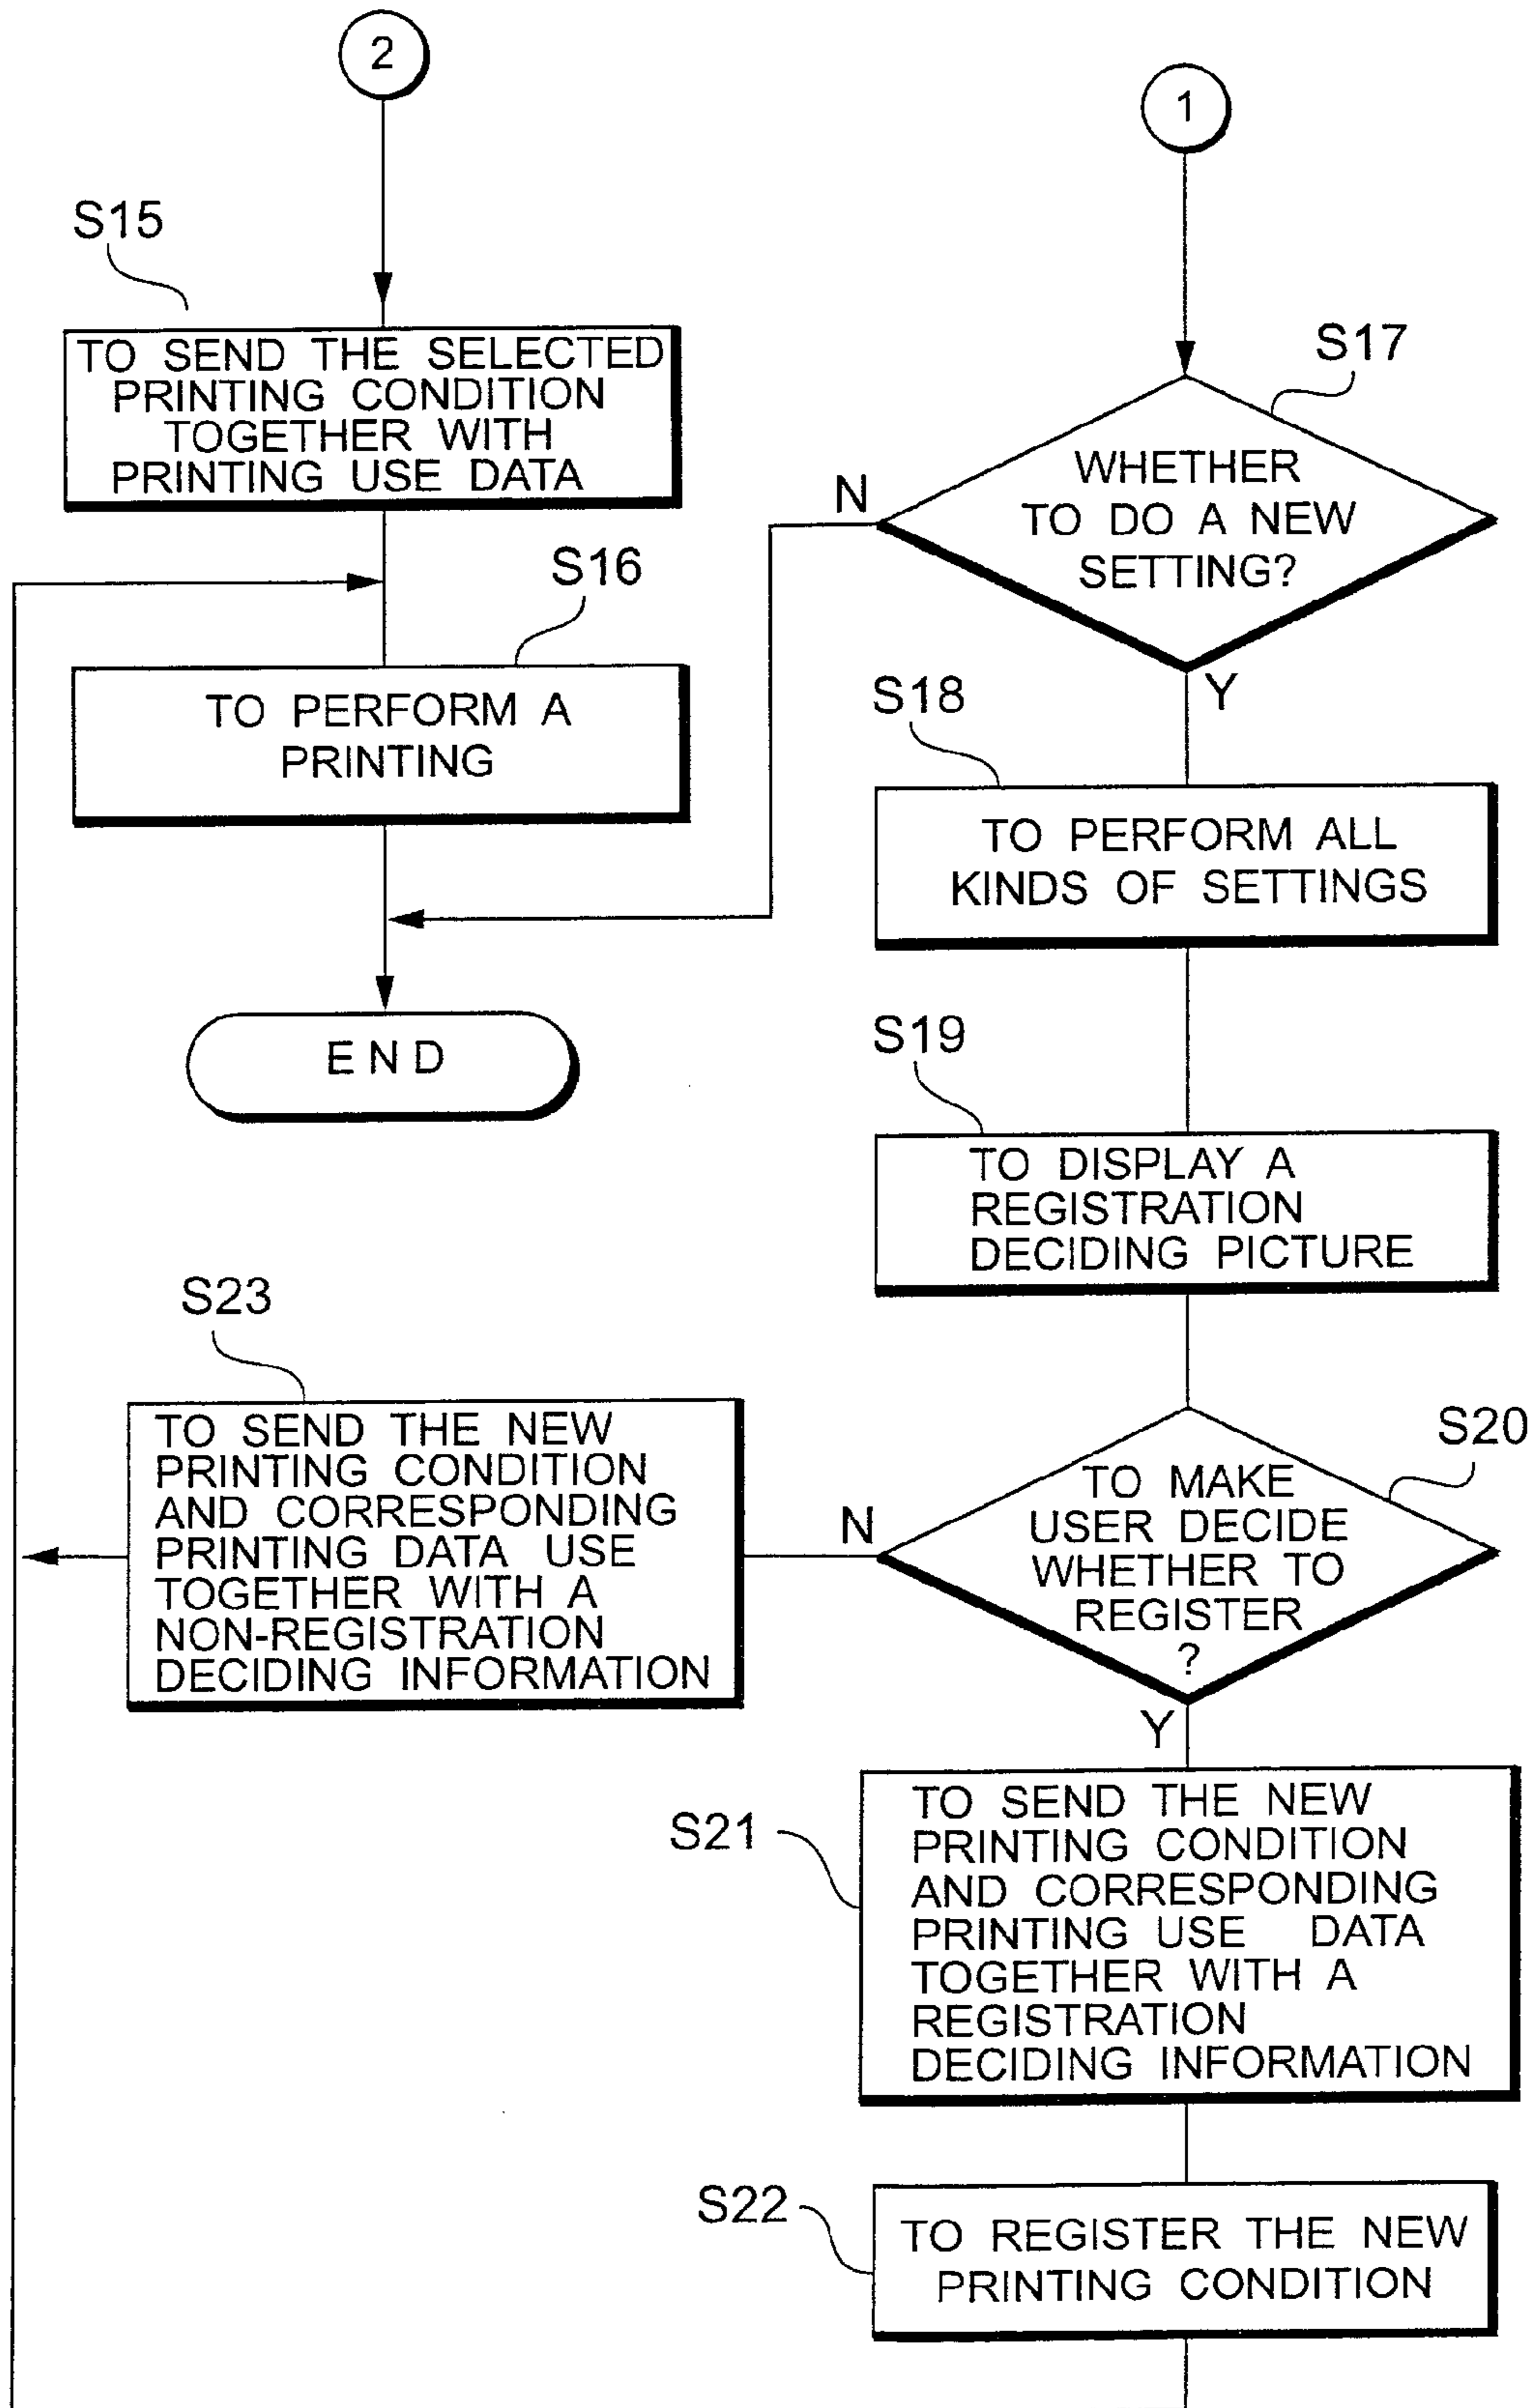 2
S15
TO SEND THE SELECTED
PRINTING CONDITION
TOGETHER WITH
PRINTING USE DATA
S16
TO PERFORM A
PRINTING
END
1
S17
WHETHER
TO DO A NEW
SETTING?
N
Y
S18
TO PERFORM ALL
KINDS OF SETTINGS
S19
TO DISPLAY A
REGISTRATION
DECIDING PICTURE
S20
TO MAKE
USER DECIDE
WHETHER TO
REGISTER
?
N
Y
S23
TO SEND THE NEW
PRINTING CONDITION
AND CORRESPONDING
PRINTING DATA USE
TOGETHER WITH A
NON-REGISTRATION
DECIDING INFORMATION
S21
TO SEND THE NEW
PRINTING CONDITION
AND CORRESPONDING
PRINTING USE DATA
TOGETHER WITH A
REGISTRATION
DECIDING INFORMATION
S22
TO REGISTER THE NEW
PRINTING CONDITION